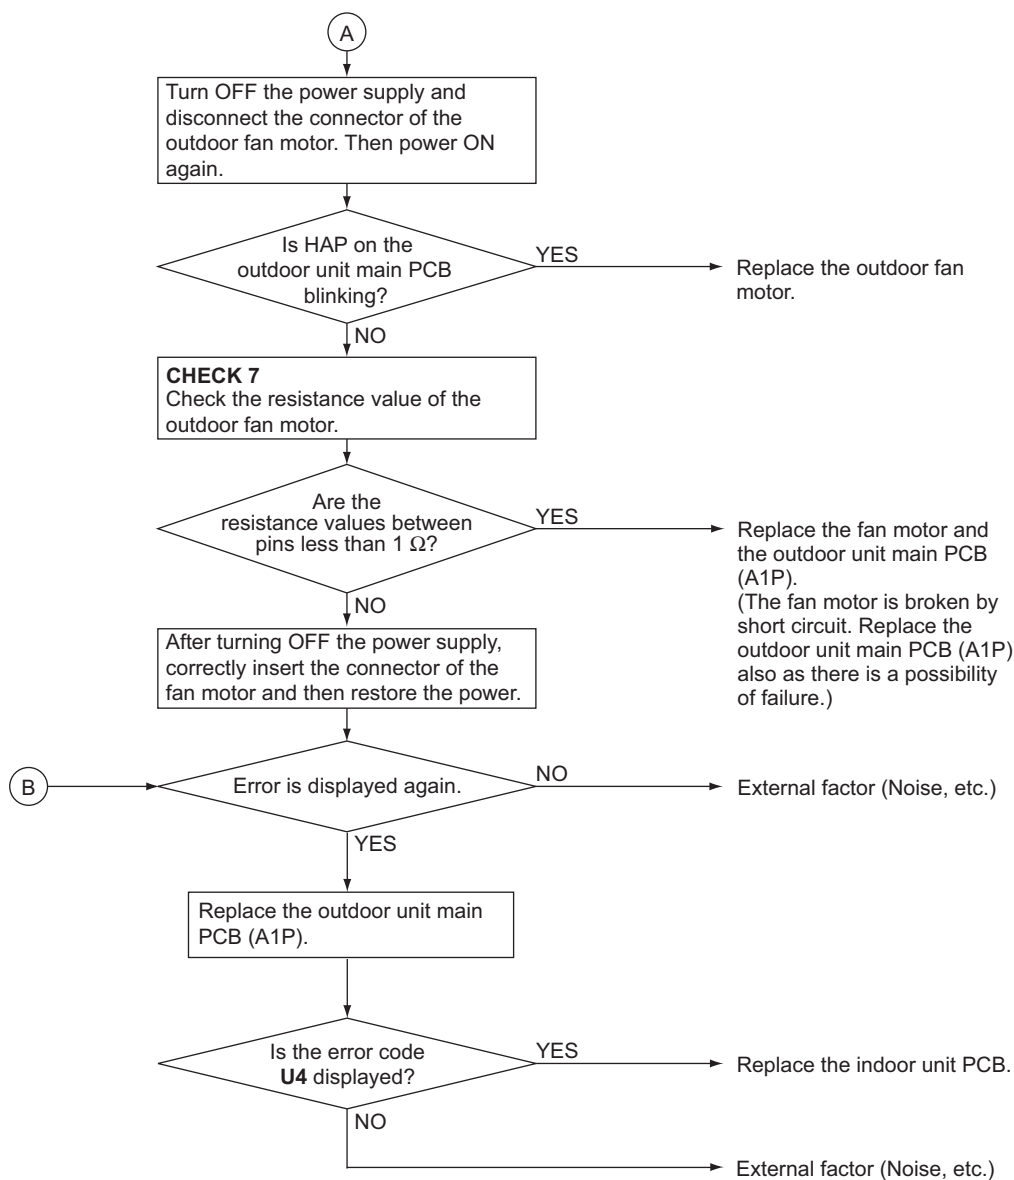 A
Turn OFF the power supply and
disconnect the connector of the
outdoor fan motor. Then power ON
again.
Is HAP on the
outdoor unit main PCB
blinking?
YES
Replace the outdoor fan
motor.
NO
CHECK 7
Check the resistance value of the
outdoor fan motor.
Are the
resistance values between
pins less than 1 Ω?
YES
Replace the fan motor and
the outdoor unit main PCB
(A1P).
(The fan motor is broken by
short circuit. Replace the
outdoor unit main PCB (A1P)
also as there is a possibility
of failure.)
NO
After turning OFF the power supply,
correctly insert the connector of the
fan motor and then restore the power.
B
Error is displayed again.
NO
External factor (Noise, etc.)
YES
Replace the outdoor unit main
PCB (A1P).
Is the error code
U4 displayed?
YES
Replace the indoor unit PCB.
NO
External factor (Noise, etc.)